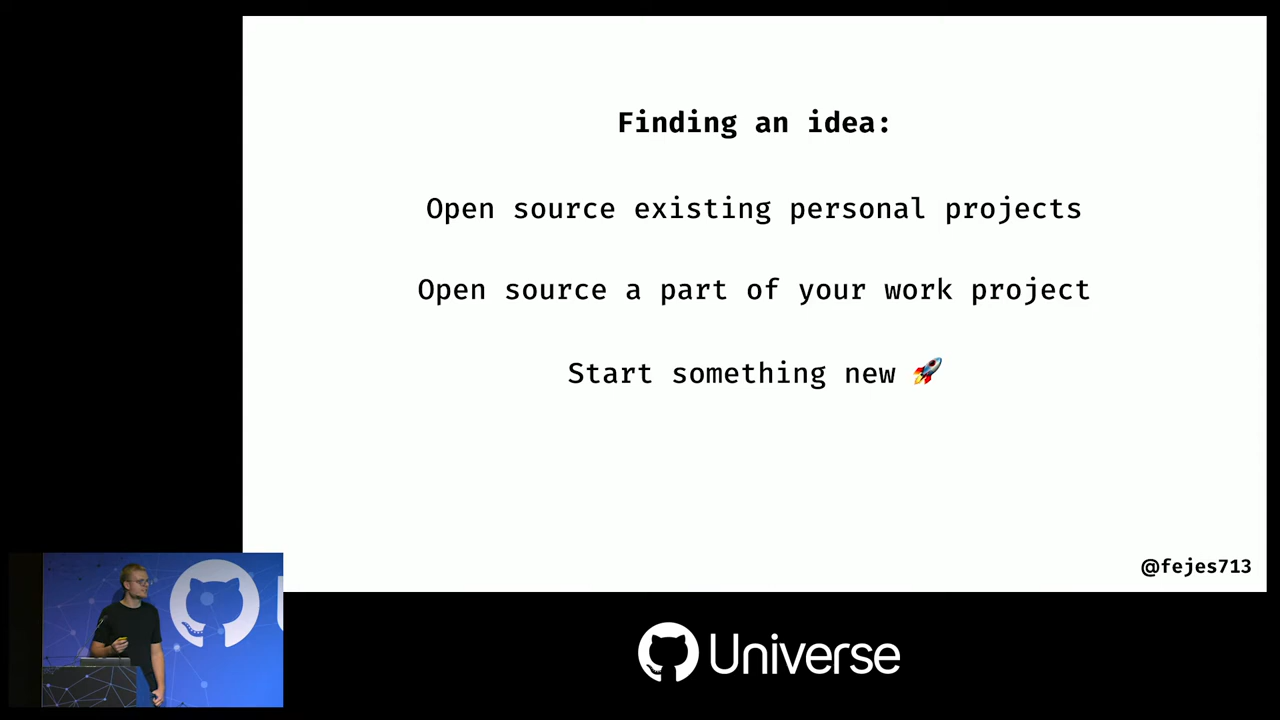 Finding an idea:
Open source existing personal projects
Open source a part of your work project
Start something new 🚀
@fejes713
Universe